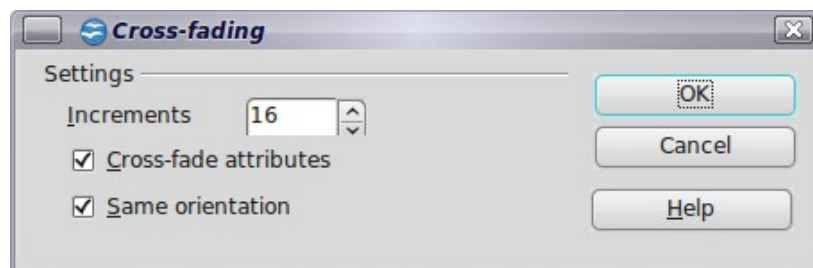 Cross-fading
Settings
Increments 16
Cross-fade attributes
Same orientation
OK
Cancel
Help